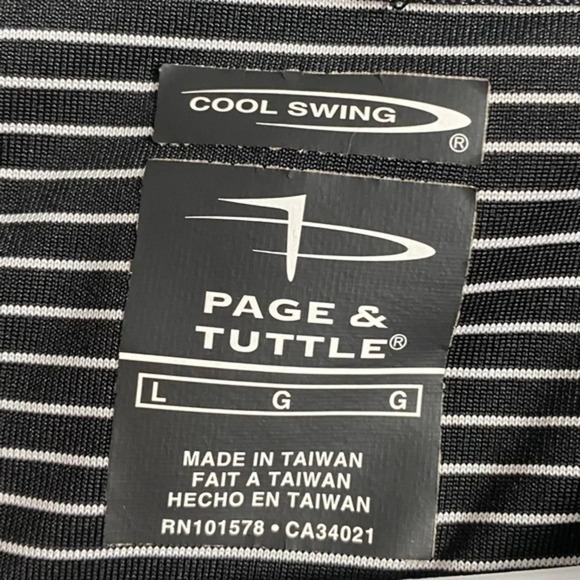 COOL SWING
®
PAGE &
TUTTLE®
L G G
MADE IN TAIWAN
FAIT A TAIWAN
HECHO EN TAIWAN
RN101578 • CA34021